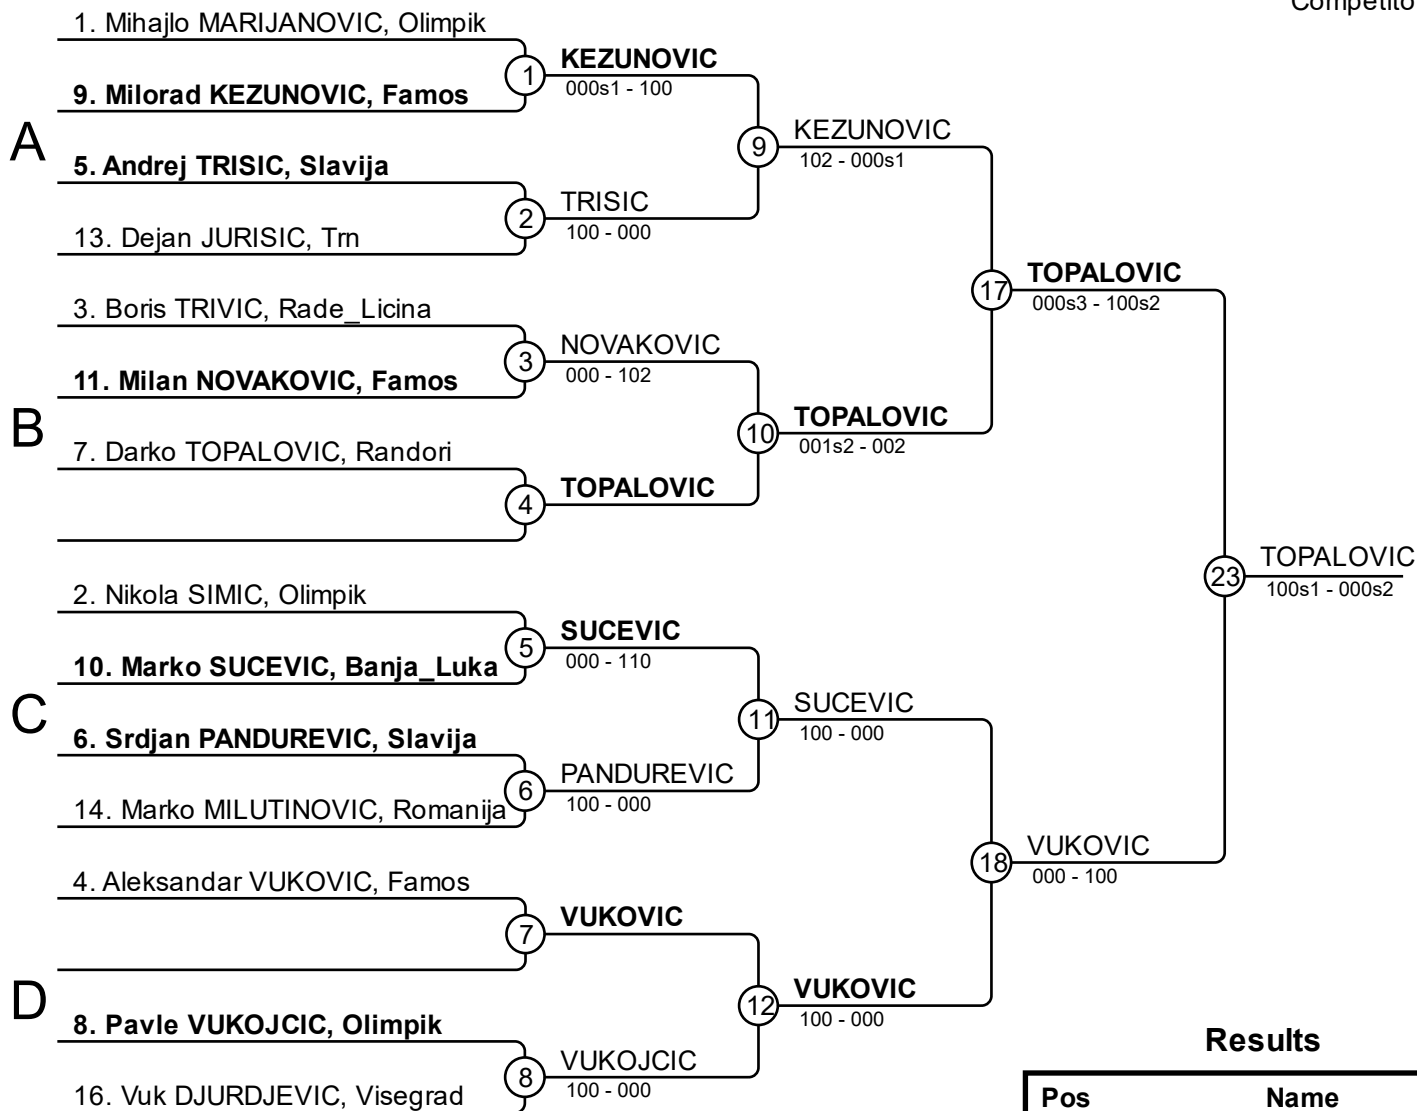 Competito
1. Mihajlo MARIJANOVIC, Olimpik
1
KEZUNOVIC
000s1 - 100
9. Milorad KEZUNOVIC, Famos
A
9
KEZUNOVIC
102 - 000s1
5. Andrej TRISIC, Slavija
2
TRISIC
100 - 000
13. Dejan JURISIC, Trn
17
TOPALOVIC
000s3 - 100s2
3. Boris TRIVIC, Rade_Licina
3
NOVAKOVIC
000 - 102
11. Milan NOVAKOVIC, Famos
B
10
TOPALOVIC
001s2 - 002
7. Darko TOPALOVIC, Randori
4
TOPALOVIC
23
TOPALOVIC
100s1 - 000s2
2. Nikola SIMIC, Olimpik
5
SUCEVIC
000 - 110
10. Marko SUCEVIC, Banja_Luka
C
11
SUCEVIC
100 - 000
6. Srdjan PANDUREVIC, Slavija
6
PANDUREVIC
100 - 000
14. Marko MILUTINOVIC, Romanija
18
VUKOVIC
000 - 100
4. Aleksandar VUKOVIC, Famos
7
VUKOVIC
D
12
VUKOVIC
100 - 000
8. Pavle VUKOJCIC, Olimpik
8
VUKOJCIC
100 - 000
16. Vuk DJURDJEVIC, Visegrad
Results
Pos Name